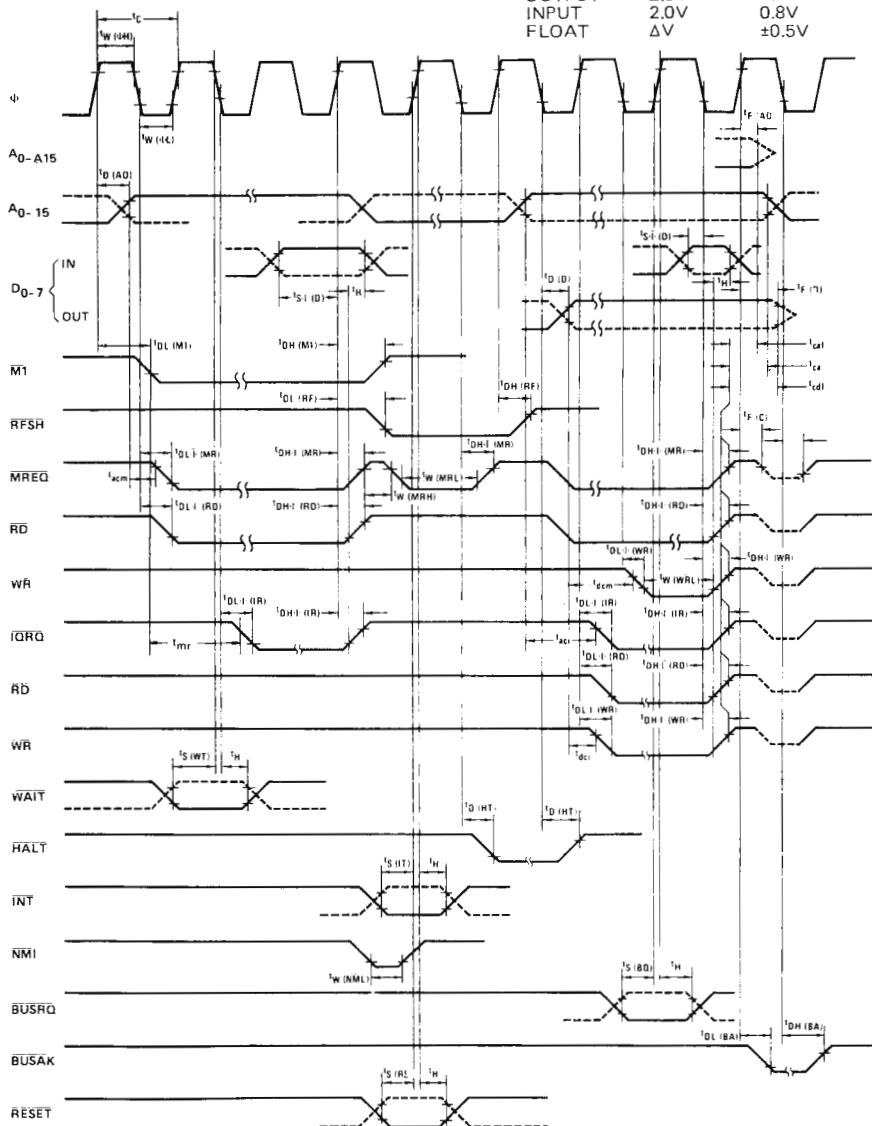 INPUT 2.0V 0.8V
FLOAT ΔV ±0.5V
tC
tW (ΦH)
Φ
tW (ΦL)
tF (AD)
A0-A15
tD (AD)
A0-15
tS·I· (D)
IN
D0-7
tS·I (D)
tH
tD (D)
tH
OUT
tDL (M1)
tDH (M1)
tca1
M1
tDL (RF)
tDH (RF)
tca
tcd1
RFSH
tF (C)
tDL·I· (MR)
tDH·I· (MR)
tDH·I (MR)
tDH·I (MR)
MREQ
tacm
tW (MRL)
tW (MRH)
tDL·I (RD)
tDH·I (RD)
tDH·I (RD)
RD
tDL·I (WR)
tDH·I (WR)
WR
tdcm
tW (WRL)
tDL·I (IR)
tDH·I (IR)
tDL·I (IR)
tDH·I (IR)
IORQ
tmr
taci
tDL·I (RD)
tDH·I (RD)
RD
tDL·I (WR)
tDH·I (WR)
WR
tdci
tS (WT)
tH
WAIT
tD (HT)
tD (HT)
HALT
tS (IT)
tH
INT
NMI
tW (NML)
tS (BQ)
tH
BUSRQ
tDL (BA)
tDH (BA)
BUSAK
tS (RS
tH
RESET